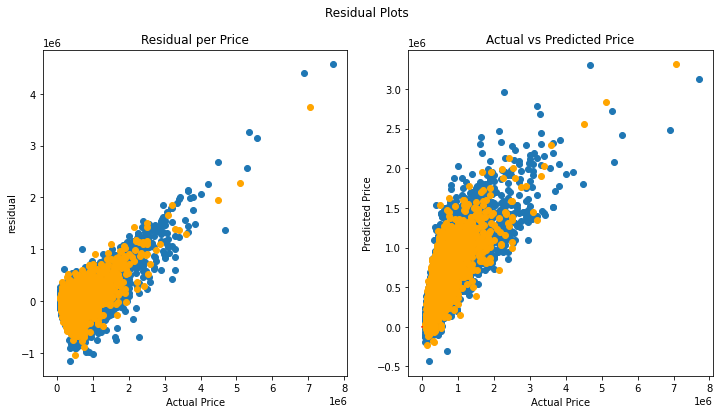 Residual Plots
Residual per Price
1e6
residual
4
3
2
1
0
−1
0 1 2 3 4 5 6 7 8
1e6
Actual Price
Actual vs Predicted Price
1e6
Predicted Price
3.0
2.5
2.0
1.5
1.0
0.5
0.0
−0.5
0 1 2 3 4 5 6 7 8
1e6
Actual Price